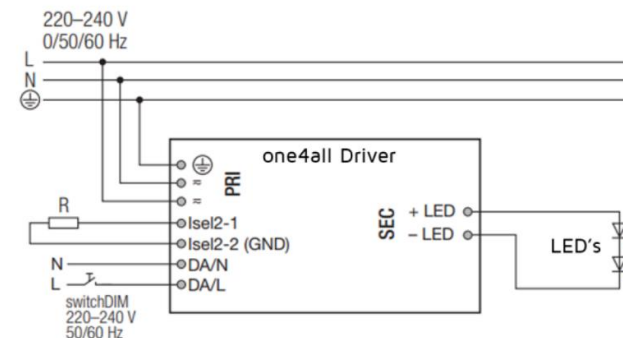 220–240 V
0/50/60 Hz
L
N
one4all Driver
≂
≂
PRI
R
Isel2-1
Isel2-2 (GND)
SEC
+ LED
– LED
LED's
N
DA/N
L
DA/L
switchDIM
220–240 V
50/60 Hz